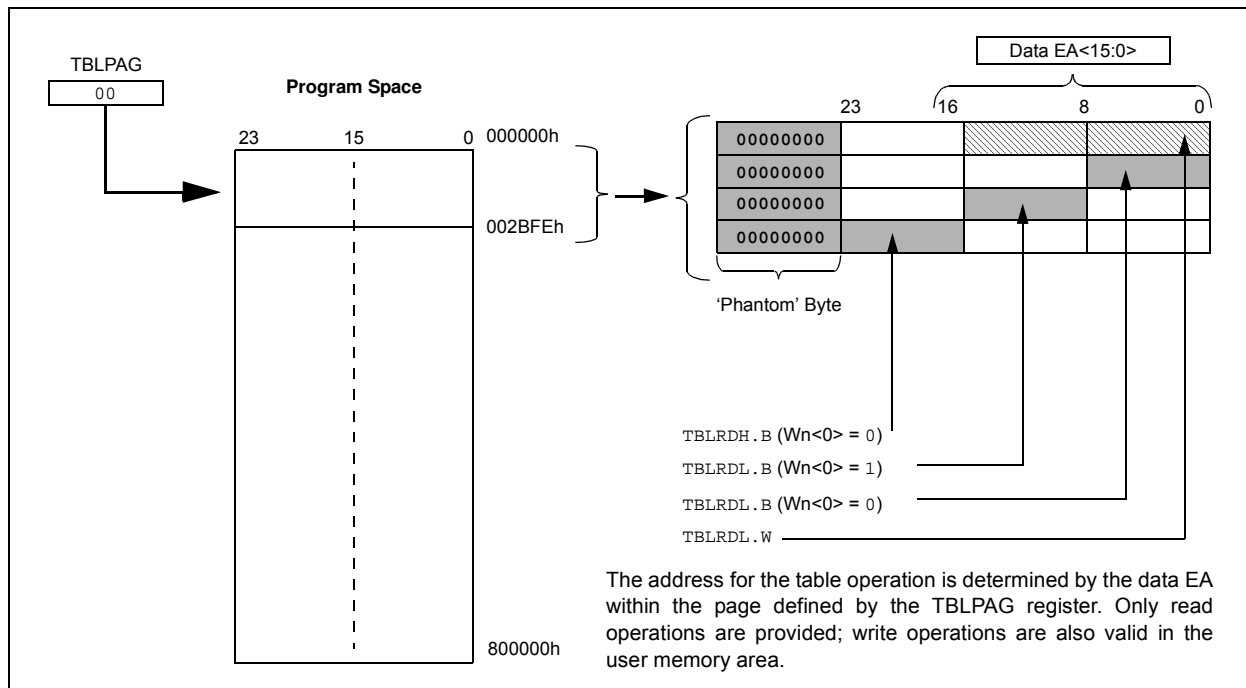 Data EA<15:0>
TBLPAG
00
Program Space
23 15 0
000000h
002BFEh
800000h
23 16 8 0
00000000
00000000
00000000
00000000
‘Phantom’ Byte
TBLRDH.B (Wn<0> = 0)
TBLRDL.B (Wn<0> = 1)
TBLRDL.B (Wn<0> = 0)
TBLRDL.W
The address for the table operation is determined by the data EA
within the page defined by the TBLPAG register. Only read
operations are provided; write operations are also valid in the
user memory area.